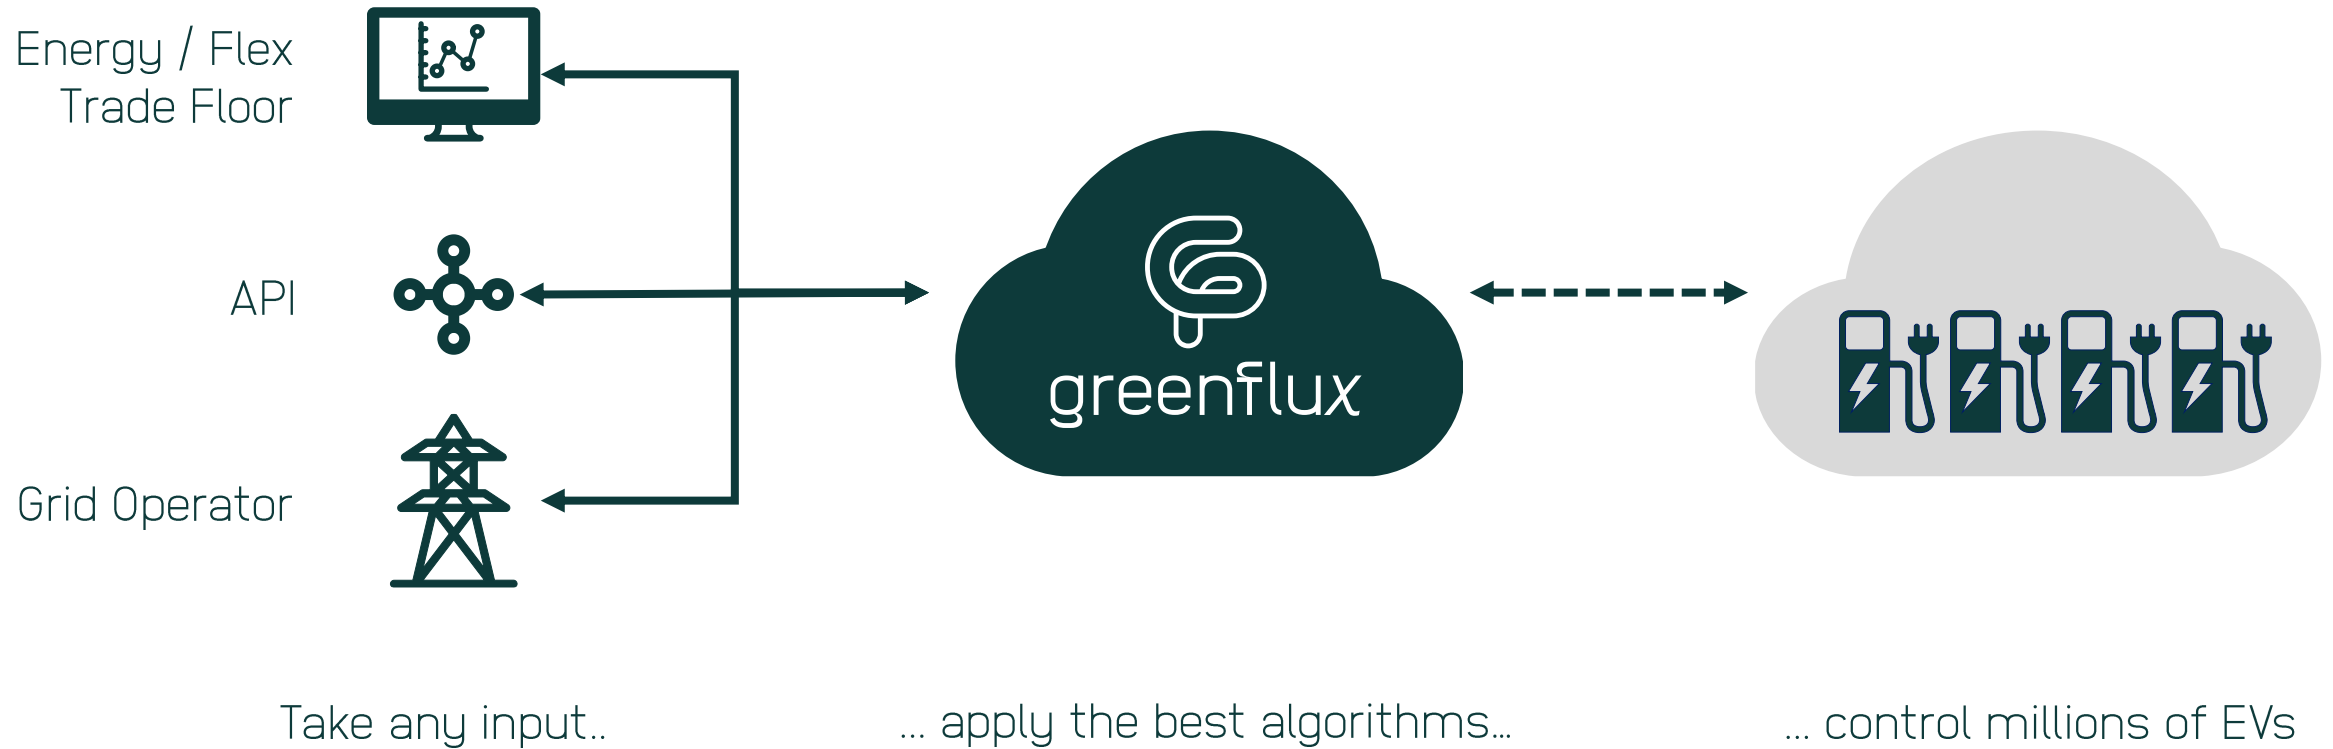 Energy / Flex
Trade Floor
API
greenflux
Grid Operator
Take any input..
... apply the best algorithms...
... control millions of EVs